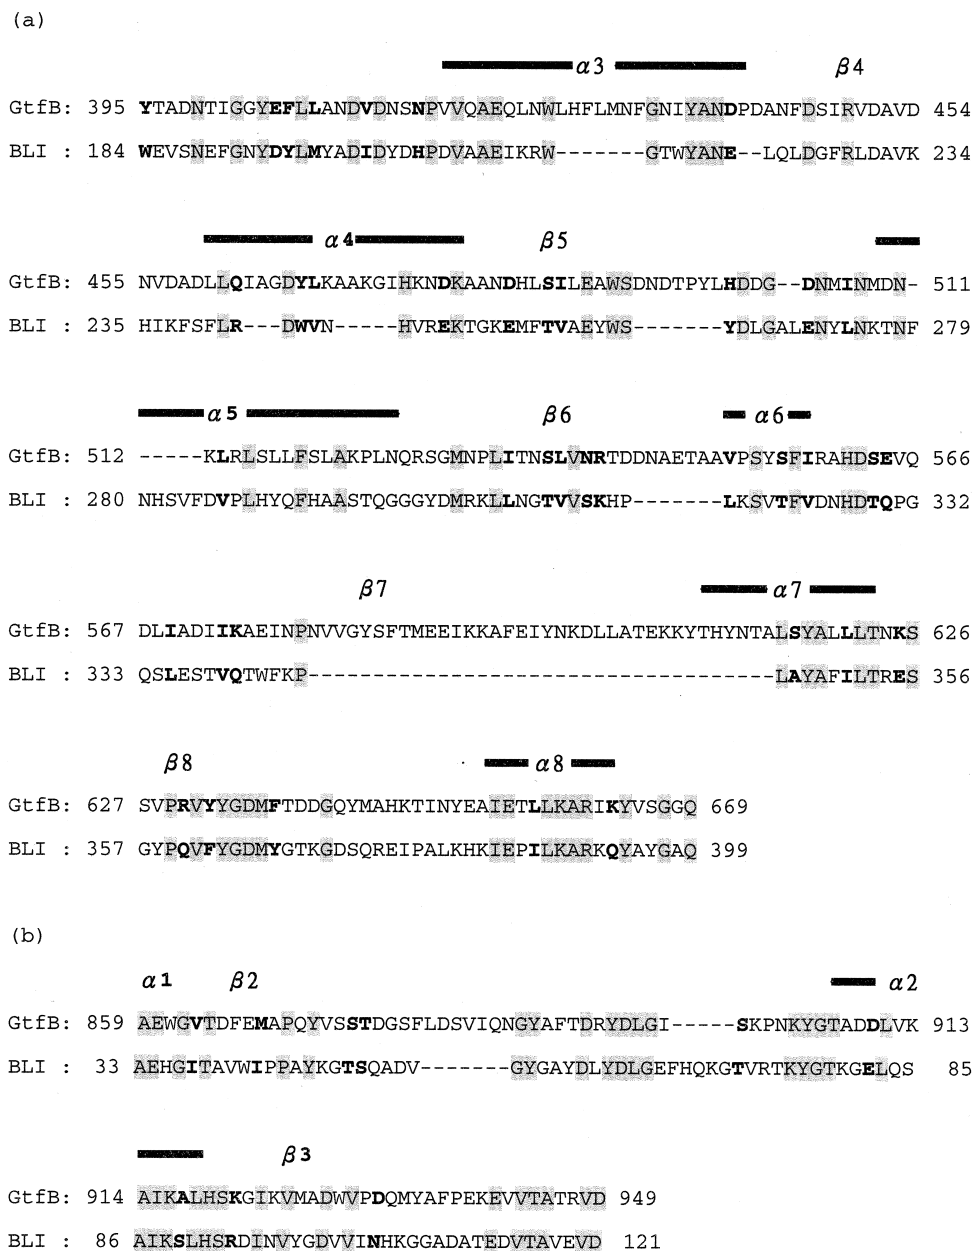 (a)
α3 β4
GtfB: 395 YTADNTIGGYEFLLANDVDNSNPVVQAEQLNWLHFLMNFGNIYANDPDANFDSIRVDAVD 454
BLI : 184 WEVSNEFGNYDYLMYADIDYDHPDVAAEIKRW-------GTWYANE--LQLDGFRLDAVK 234
α4 β5
GtfB: 455 NVDADLLQIAGDYLKAAKGIHKNDKAANDHLSILEAWSDNDTPYLHDDG--DNMINMDN- 511
BLI : 235 HIKFSFLR---DWVN-----HVREKTGKEMFTVAEYWS-------YDLGALENYLNKTNF 279
α5 β6 α6
GtfB: 512 -----KLRLSLLFSLAKPLNQRSGMNPLITNSLVNRTDDNAETAAVPSYSFIRAHDSEVQ 566
BLI : 280 NHSVFDVPLHYQFHAASTQGGGYDMRKLLNGTVVSKHP-------LKSVTFVDNHDTQPG 332
β7 α7
GtfB: 567 DLIADIIKAEINPNVVGYSFTMEEIKKAFEIYNKDLLATEKKYTHYNTALSYALLLTNKS 626
BLI : 333 QSLESTVQTWFKP------------------------------------LAYAFILTRES 356
β8 α8
GtfB: 627 SVPRVYYGDMFTDDGQYMAHKTINYEAIETLLKARIKYVSGGQ 669
BLI : 357 GYPQVFYGDMYGTKGDSQREIPALKHKIEPILKARKQYAYGAQ 399
(b)
α1 β2 α2
GtfB: 859 AEWGVTDFEMAPQYVSSTDGSFLDSVIQNGYAFTDRYDLGI-----SKPNKYGTADDLVK 913
BLI : 33 AEHGITAVWIPPAYKGTSQADV-------GYGAYDLYDLGEFHQKGTVRTKYGTKGELQS 85
β3
GtfB: 914 AIKALHSKGIKVMADWVPDQMYAFPEKEVVTATRVD 949
BLI : 86 AIKSLHSRDINVYGDVVINHKGGADATEDVTAVEVD 121